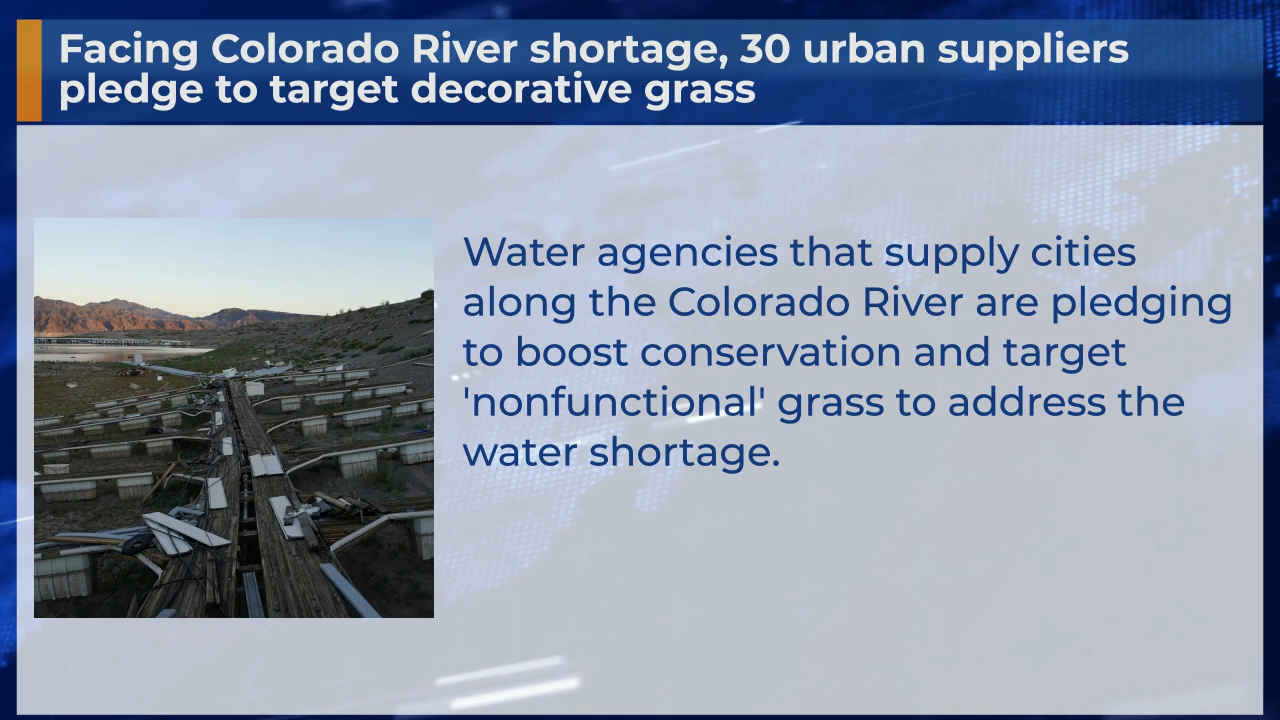 Facing Colorado River shortage, 30 urban suppliers
pledge to target decorative grass
Water agencies that supply cities
along the Colorado River are pledging
to boost conservation and target
'nonfunctional' grass to address the
water shortage.